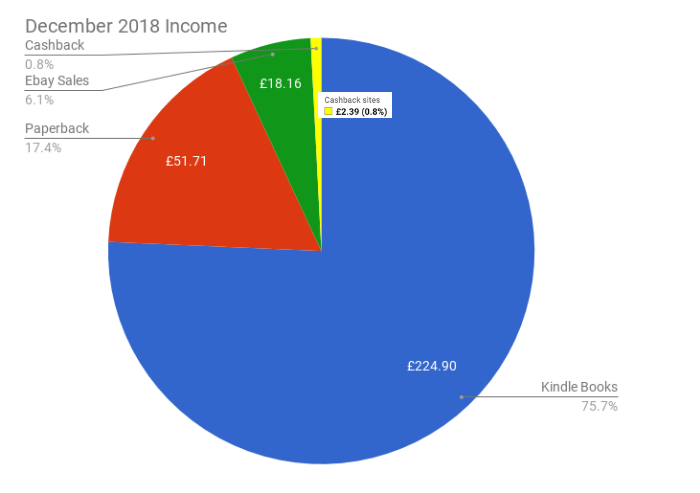 December 2018 Income
Cashback
0.8%
Ebay Sales
6.1%
Paperback
17.4%
£18.16
Cashback sites
£2.39 (0.8%)
£51.71
£224.90
Kindle Books
75.7%